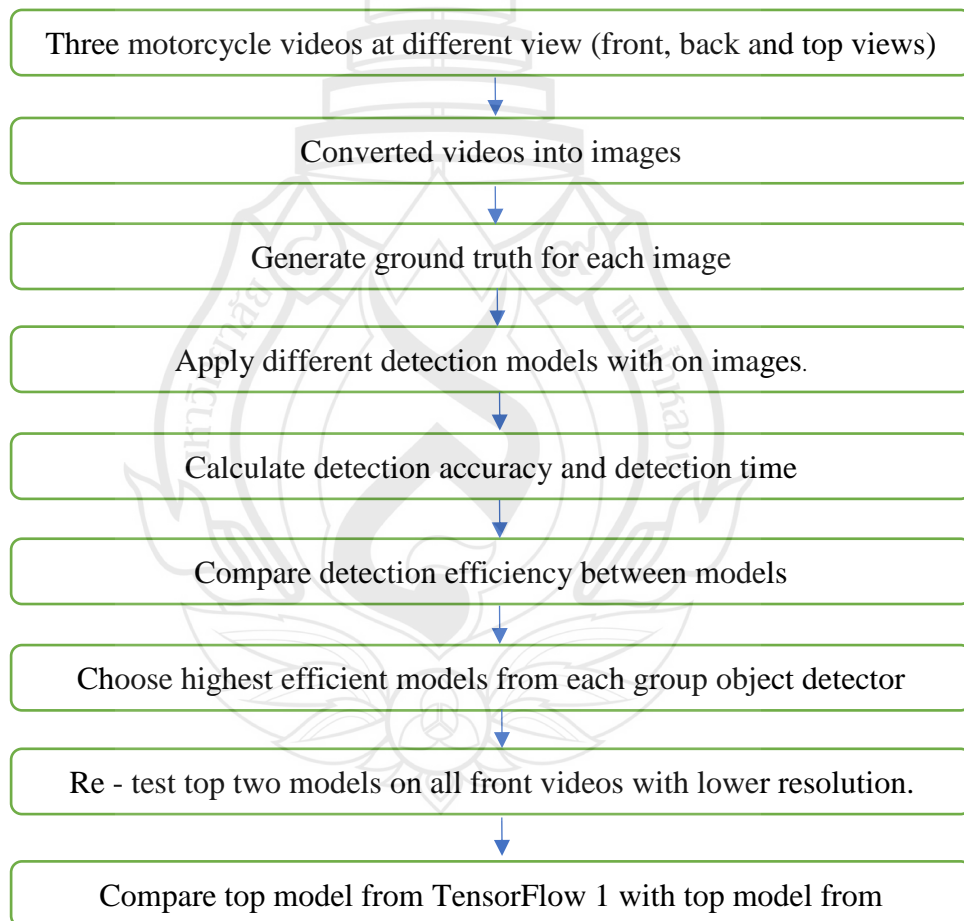 Three motorcycle videos at different view (front, back and top views)
Converted videos into images
Generate ground truth for each image
Apply different detection models with on images.
Calculate detection accuracy and detection time
Compare detection efficiency between models
Choose highest efficient models from each group object detector
Re - test top two models on all front videos with lower resolution.
Compare top model from TensorFlow 1 with top model from